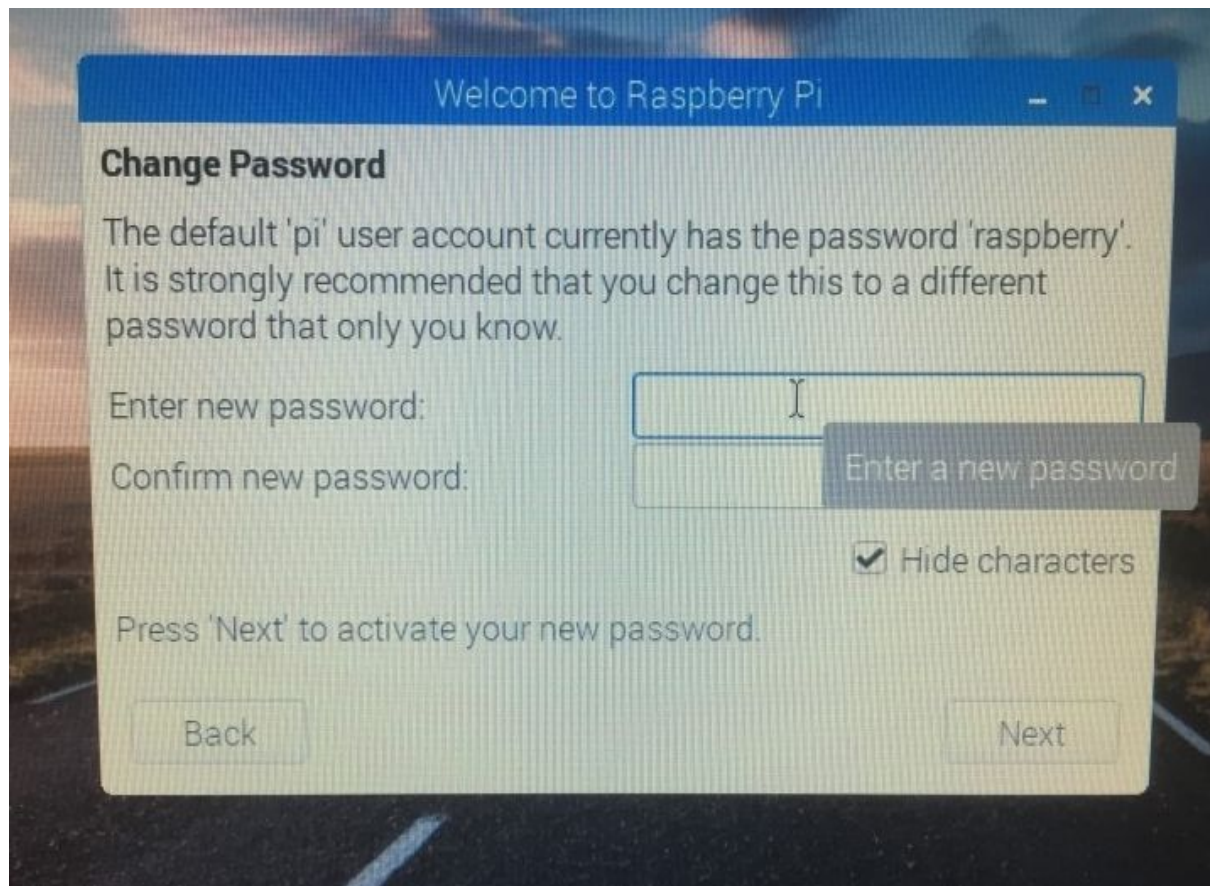 Welcome to Raspberry Pi
Change Password
The default 'pi' user account currently has the password 'raspberry'.
It is strongly recommended that you change this to a different
password that only you know.
Enter new password:
Enter a new password
Confirm new password:
Hide characters
Press 'Next' to activate your new password.
Back
Next